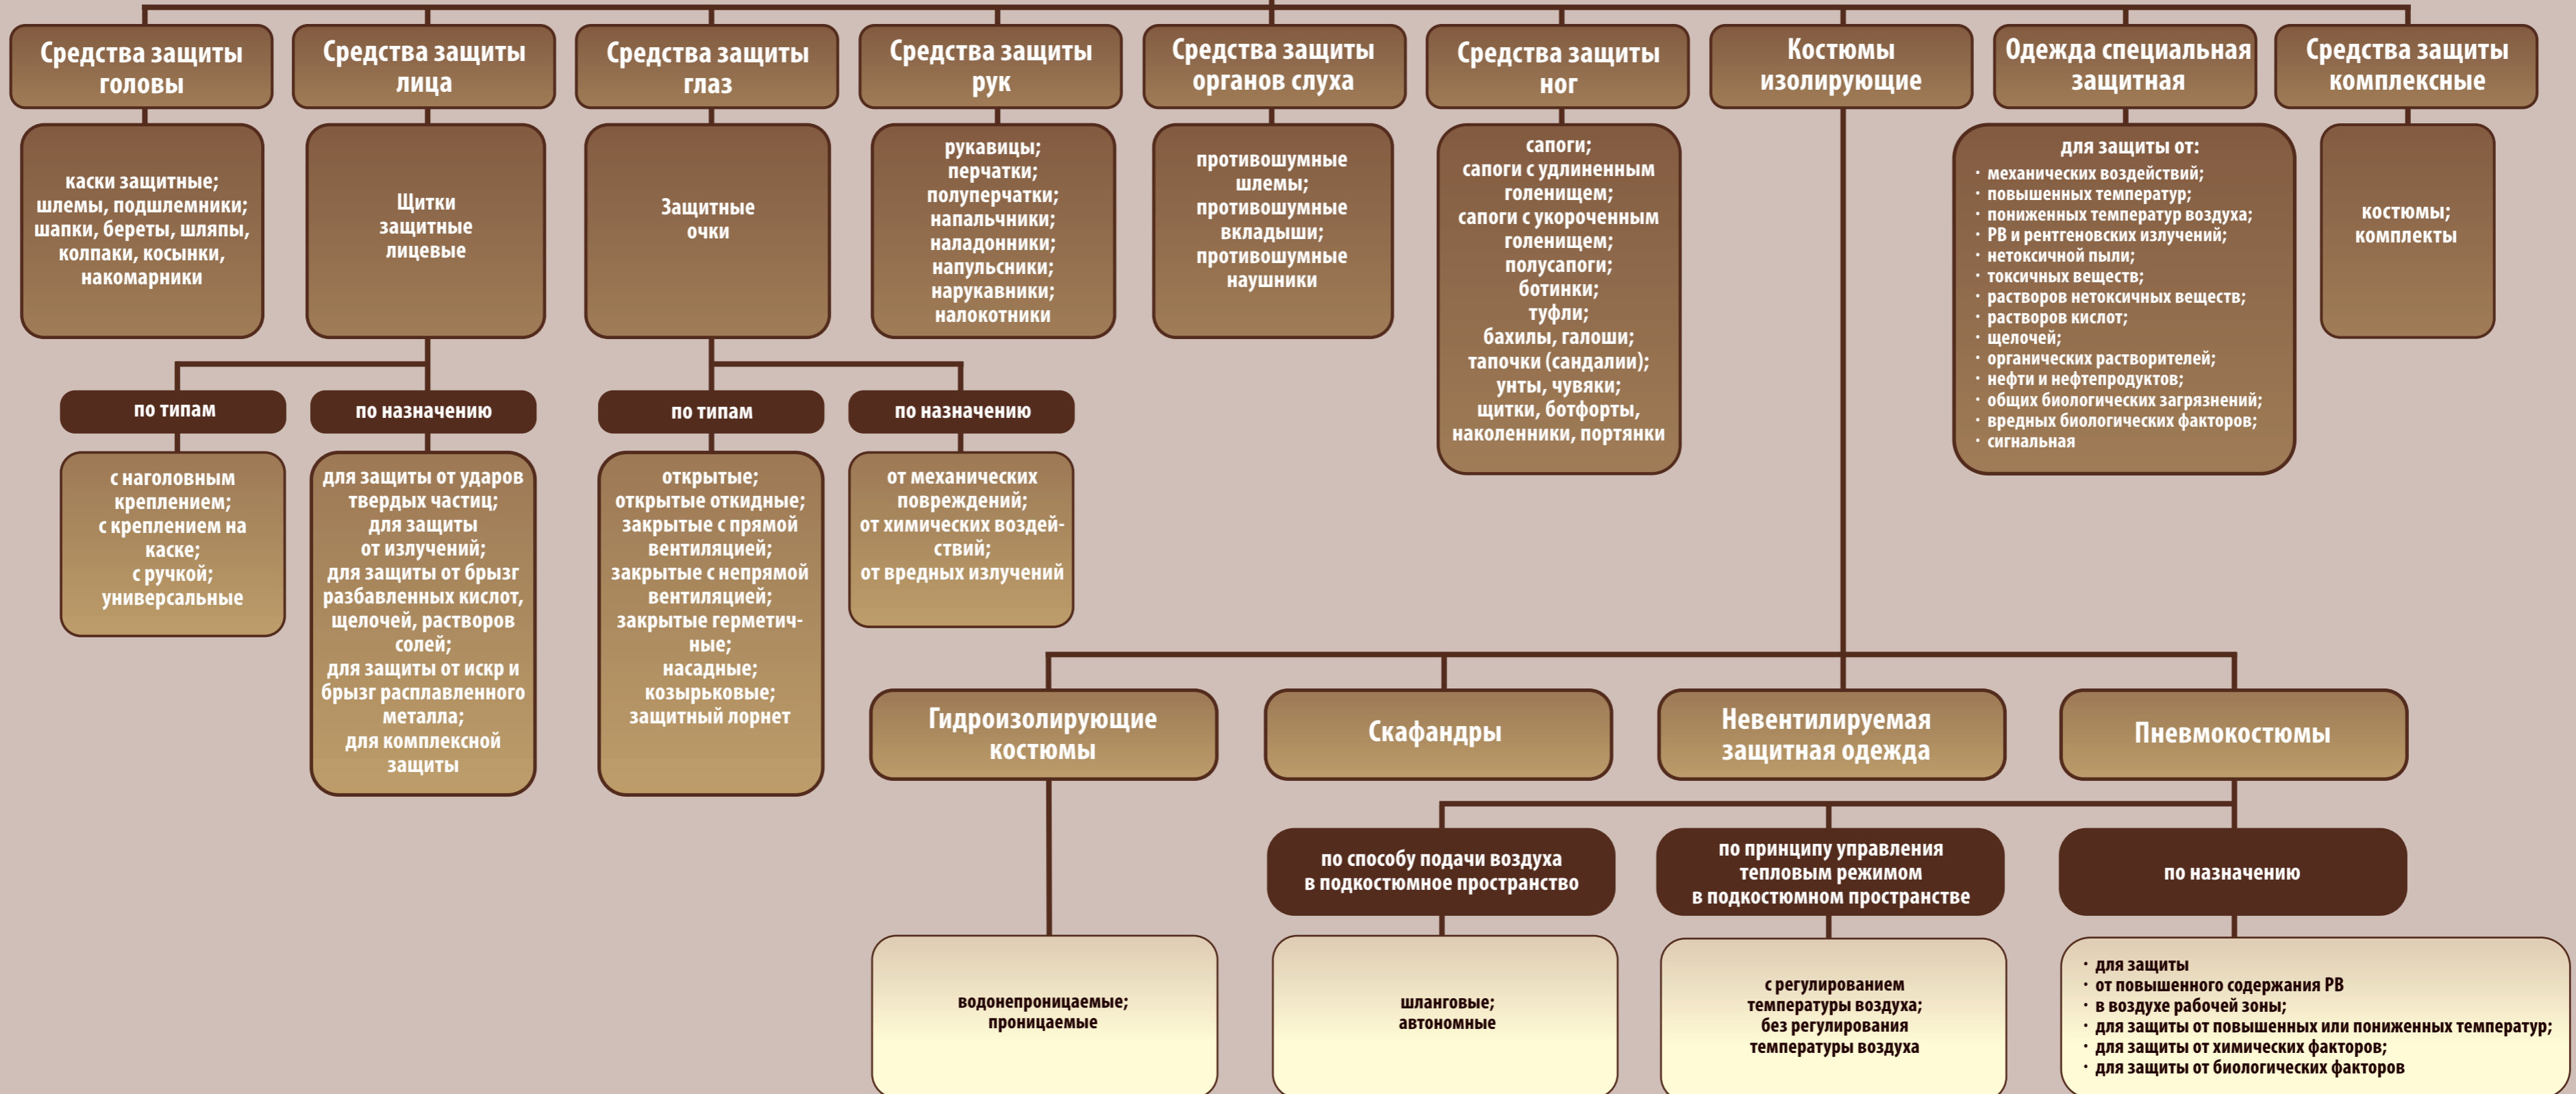 Средства защиты
головы
Средства защиты
лица
Средства защиты
глаз
Средства защиты
рук
Средства защиты
органов слуха
Средства защиты
ног
Костюмы
изолирующие
Одежда специальная
защитная
Средства защиты
комплексные
каски защитные;
шлемы, подшлемники;
шапки, береты, шляпы,
колпаки, косынки,
накомарники
Щитки
защитные
лицевые
Защитные
очки
рукавицы;
перчатки;
полуперчатки;
напальчники;
наладонники;
напульсники;
нарукавники;
налокотники
противошумные
шлемы;
противошумные
вкладыши;
противошумные
наушники
сапоги;
сапоги с удлиненным
голенищем;
сапоги с укороченным
голенищем;
полусапоги;
ботинки;
туфли;
бахилы, галоши;
тапочки (сандалии);
унты, чувяки;
щитки, ботфорты,
наколенники, портянки
для защиты от:
· механических воздействий;
· повышенных температур;
· пониженных температур воздуха;
· РВ и рентгеновских излучений;
· нетоксичной пыли;
· токсичных веществ;
· растворов нетоксичных веществ;
· растворов кислот;
· щелочей;
· органических растворителей;
· нефти и нефтепродуктов;
· общих биологических загрязнений;
· вредных биологических факторов;
· сигнальная
костюмы;
комплекты
по типам
по назначению
по типам
по назначению
с наголовным
креплением;
с креплением на
каске;
с ручкой;
универсальные
для защиты от ударов
твердых частиц;
для защиты
от излучений;
для защиты от брызг
разбавленных кислот,
щелочей, растворов
солей;
для защиты от искр и
брызг расплавленного
металла;
для комплексной
защиты
открытые;
открытые откидные;
закрытые с прямой
вентиляцией;
закрытые с непрямой
вентиляцией;
закрытые герметич-
ные;
насадные;
козырьковые;
защитный лорнет
от механических
повреждений;
от химических воздей-
ствий;
от вредных излучений
Гидроизолирующие
костюмы
Скафандры
Невентилируемая
защитная одежда
Пневмокостюмы
по способу подачи воздуха
в подкостюмное пространство
по принципу управления
тепловым режимом
в подкостюмном пространстве
по назначению
водонепроницаемые;
проницаемые
шланговые;
автономные
с регулированием
температуры воздуха;
без регулирования
температуры воздуха
· для защиты
· от повышенного содержания РВ
· в воздухе рабочей зоны;
· для защиты от повышенных или пониженных температур;
· для защиты от химических факторов;
· для защиты от биологических факторов